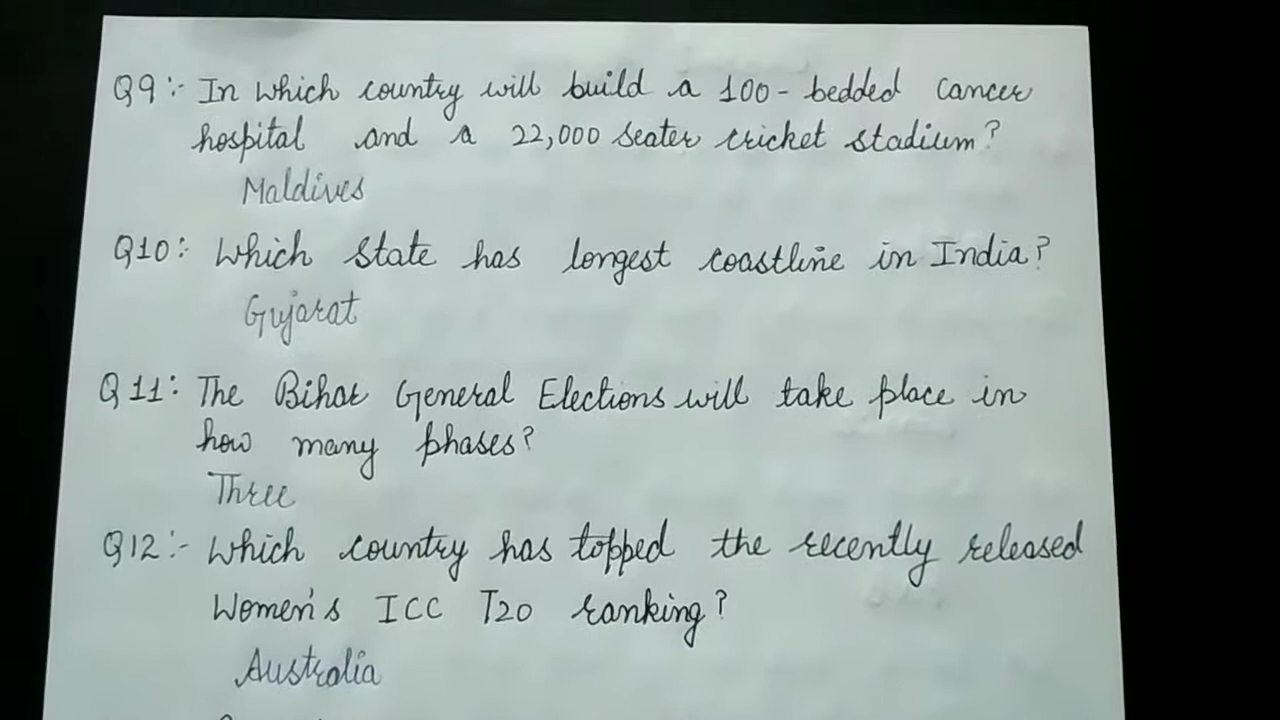 Q9:- In which country will build a 100- bedded cancer
hospital and a 22,000 seater cricket stadium?
Maldives
Q10:- Which state has longest coastline in India?
Gujarat
Q11:- The Bihar General Elections will take place in
how many phases?
Three
Q12:- Which country has topped the recently released
Women's ICC T20 ranking?
Australia